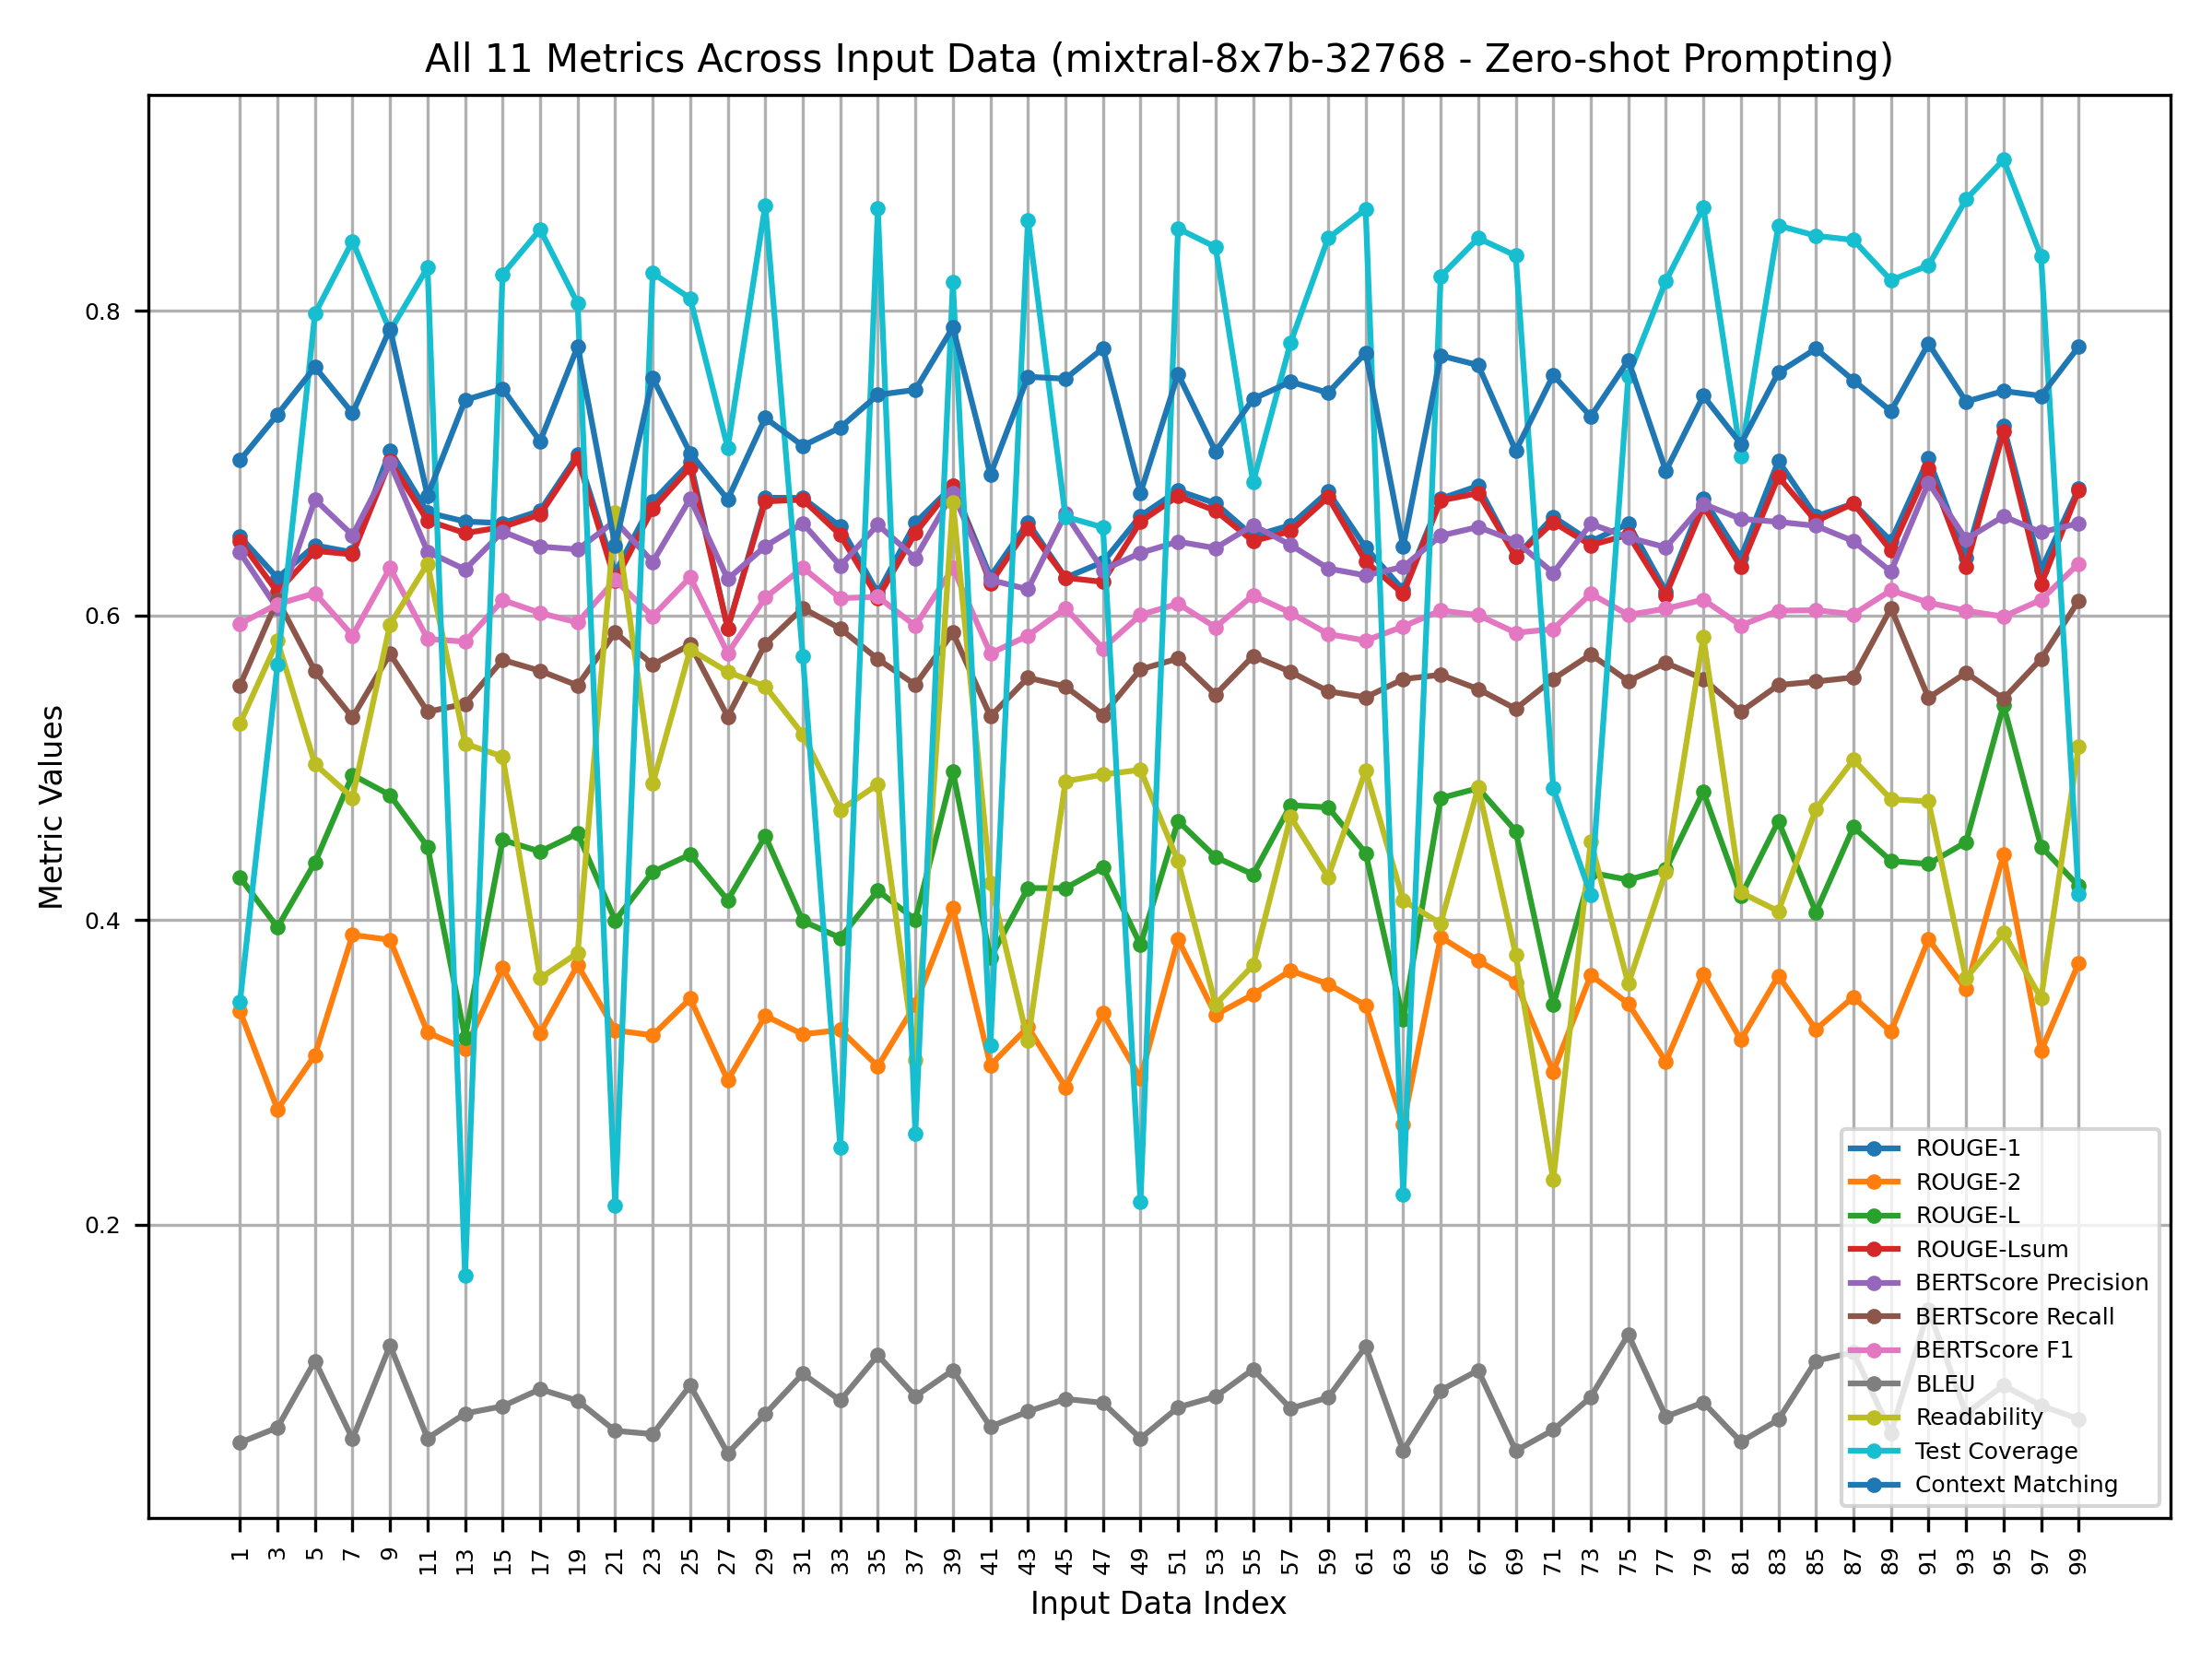 All 11 Metrics Across Input Data (mixtral-8x7b-32768 - Zero-shot Prompting)
Metric Values
0.8
0.6
0.4
0.2
ROUGE-1
ROUGE-2
ROUGE-L
ROUGE-Lsum
BERTScore Precision
BERTScore Recall
BERTScore F1
BLEU
Readability
Test Coverage
Context Matching
1 3 5 7 9 11 13 15 17 19 21 23 25 27 29 31 33 35 37 39 41 43 45 47 49 51 53 55 57 59 61 63 65 67 69 71 73 75 77 79 81 83 85 87 89 91 93 95 97 99
Input Data Index